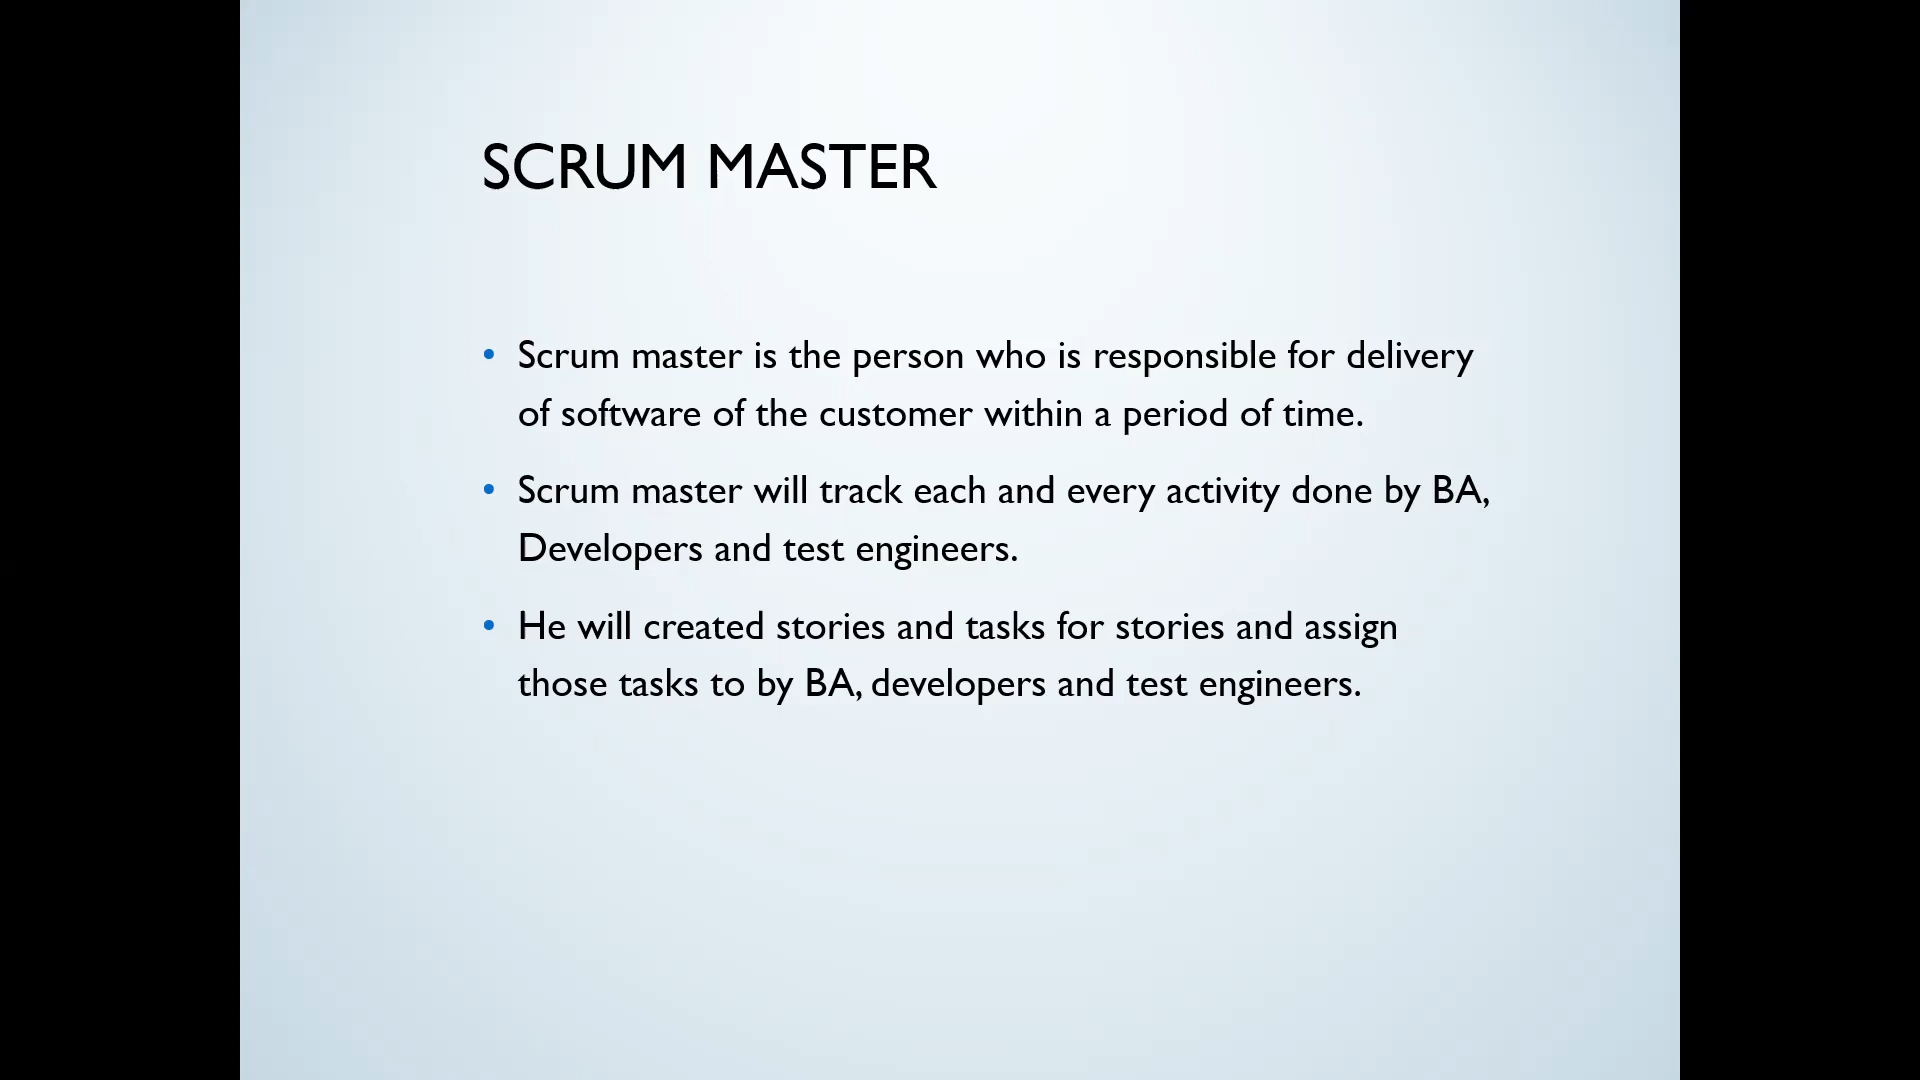 SCRUM MASTER
• Scrum master is the person who is responsible for delivery
of software of the customer within a period of time.
• Scrum master will track each and every activity done by BA,
Developers and test engineers.
• He will created stories and tasks for stories and assign
those tasks to by BA, developers and test engineers.